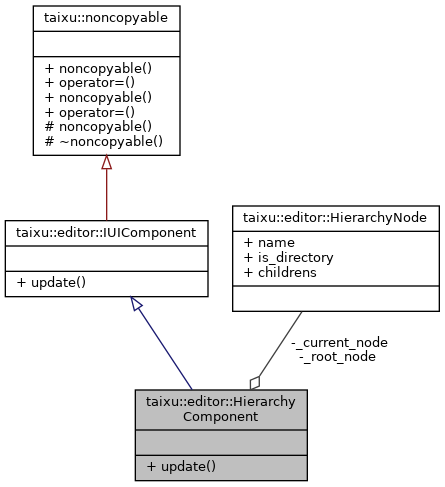 taixu::noncopyable
+ noncopyable()
+ operator=()
+ noncopyable()
+ operator=()
# noncopyable()
# ~noncopyable()
taixu::editor::IUIComponent
+ update()
taixu::editor::HierarchyNode
+ name
+ is_directory
+ childrens
-_current_node
-_root_node
taixu::editor::Hierarchy
Component
+ update()